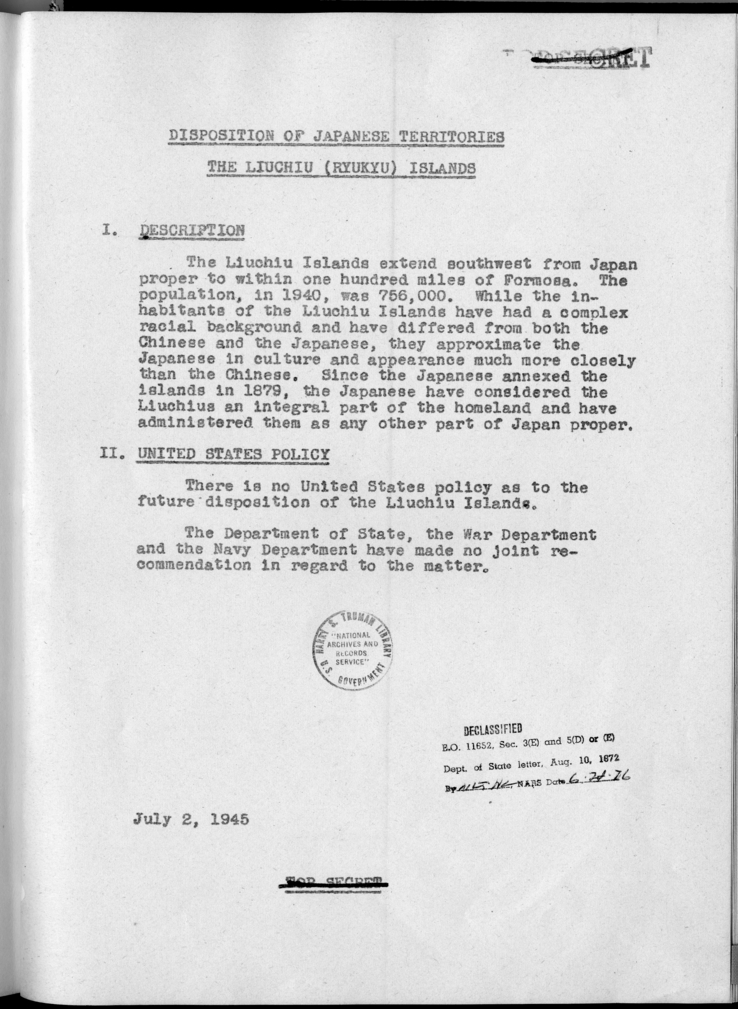 TOP SECRET
DISPOSITION OF JAPANESE TERRITORIES
THE LIUCHIU (RYUKYU) ISLANDS
I. DESCRIPTION
The Liuchiu Islands extend southwest from Japan
proper to within one hundred miles of Formosa. The
population, in 1940, was 756,000. While the in-
habitants of the Liuchiu Islands have had a complex
racial background and have differed from both the
Chinese and the Japanese, they approximate the
Japanese in culture and appearance much more closely
than the Chinese. Since the Japanese annexed the
islands in 1879, the Japanese have considered the
Liuchius an integral part of the homeland and have
administered them as any other part of Japan proper.
II. UNITED STATES POLICY
There is no United States policy as to the
future disposition of the Liuchiu Islands.
The Department of State, the War Department
and the Navy Department have made no joint re-
commendation in regard to the matter.
HARRY S. TRUMAN LIBRARY
"NATIONAL
ARCHIVES AND
RECORDS
SERVICE"
U.S. GOVERNMENT
DECLASSIFIED
E.O. 11652, Sec. 3(E) and 5(D) or (E)
Dept. of State letter, Aug. 10, 1972
By NARS Date 6-28-76
July 2, 1945
TOP SECRET